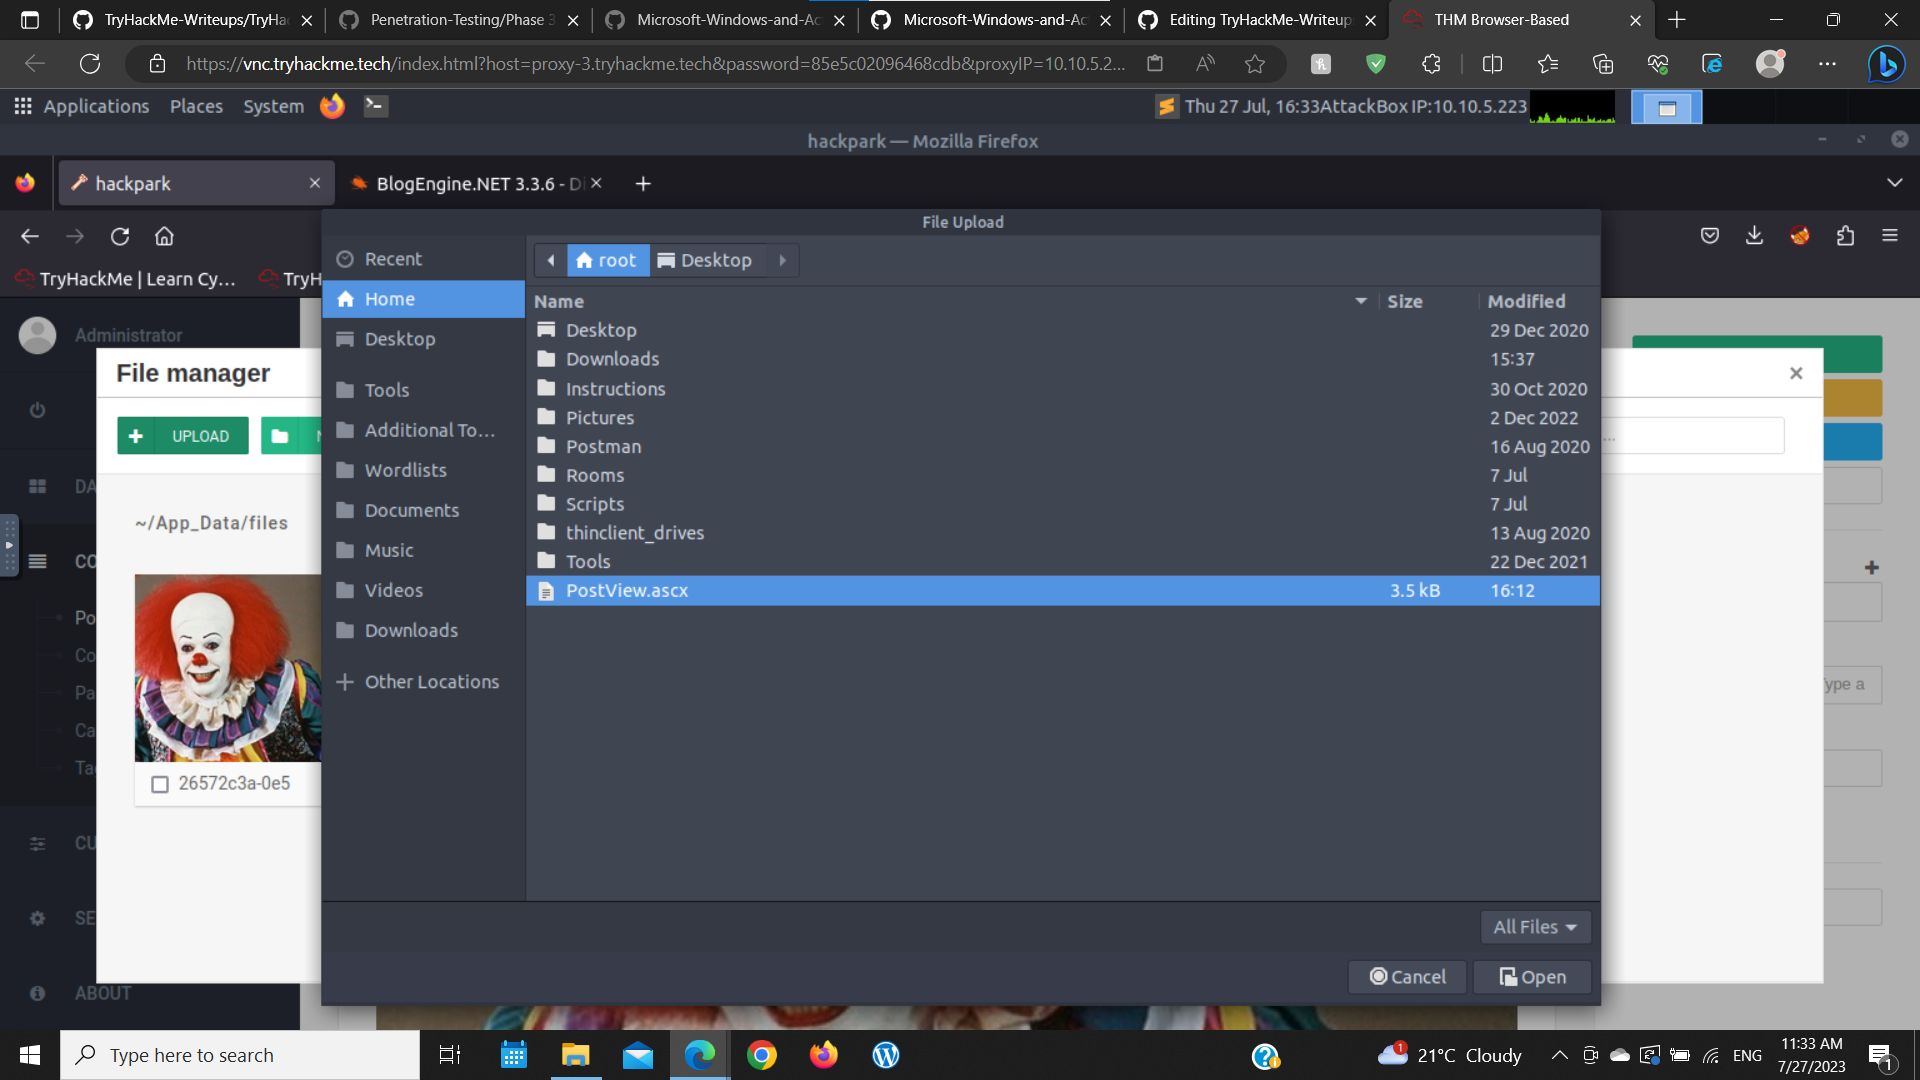 TryHackMe-Writeups/TryHa
Penetration-Testing/Phase 3
Microsoft-Windows-and-Ac
Microsoft-Windows-and-Ac
Editing TryHackMe-Writeup
THM Browser-Based
https://vnc.tryhackme.tech/index.html?host=proxy-3.tryhackme.tech&password=85e5c02096468cdb&proxyIP=10.10.5.2...
Applications Places System
Thu 27 Jul, 16:33 AttackBox IP:10.10.5.223
hackpark — Mozilla Firefox
hackpark
BlogEngine.NET 3.3.6 - Di
File Upload
TryHackMe | Learn Cy...
TryH
Recent
Home
Desktop
Tools
Additional To...
Wordlists
Documents
Music
Videos
Downloads
Other Locations
root Desktop
Name Size Modified
Desktop 29 Dec 2020
Downloads 15:37
Instructions 30 Oct 2020
Pictures 2 Dec 2022
Postman 16 Aug 2020
Rooms 7 Jul
Scripts 7 Jul
thinclient_drives 13 Aug 2020
Tools 22 Dec 2021
PostView.ascx 3.5 kB 16:12
All Files
Cancel Open
Administrator
File manager
UPLOAD
N
~/App_Data/files
26572c3a-0e5
DA
CO
Po
Co
Pa
Ca
Ta
CU
SE
ABOUT
...
Type a
Type here to search
1
21°C Cloudy
ENG
11:33 AM
7/27/2023
1